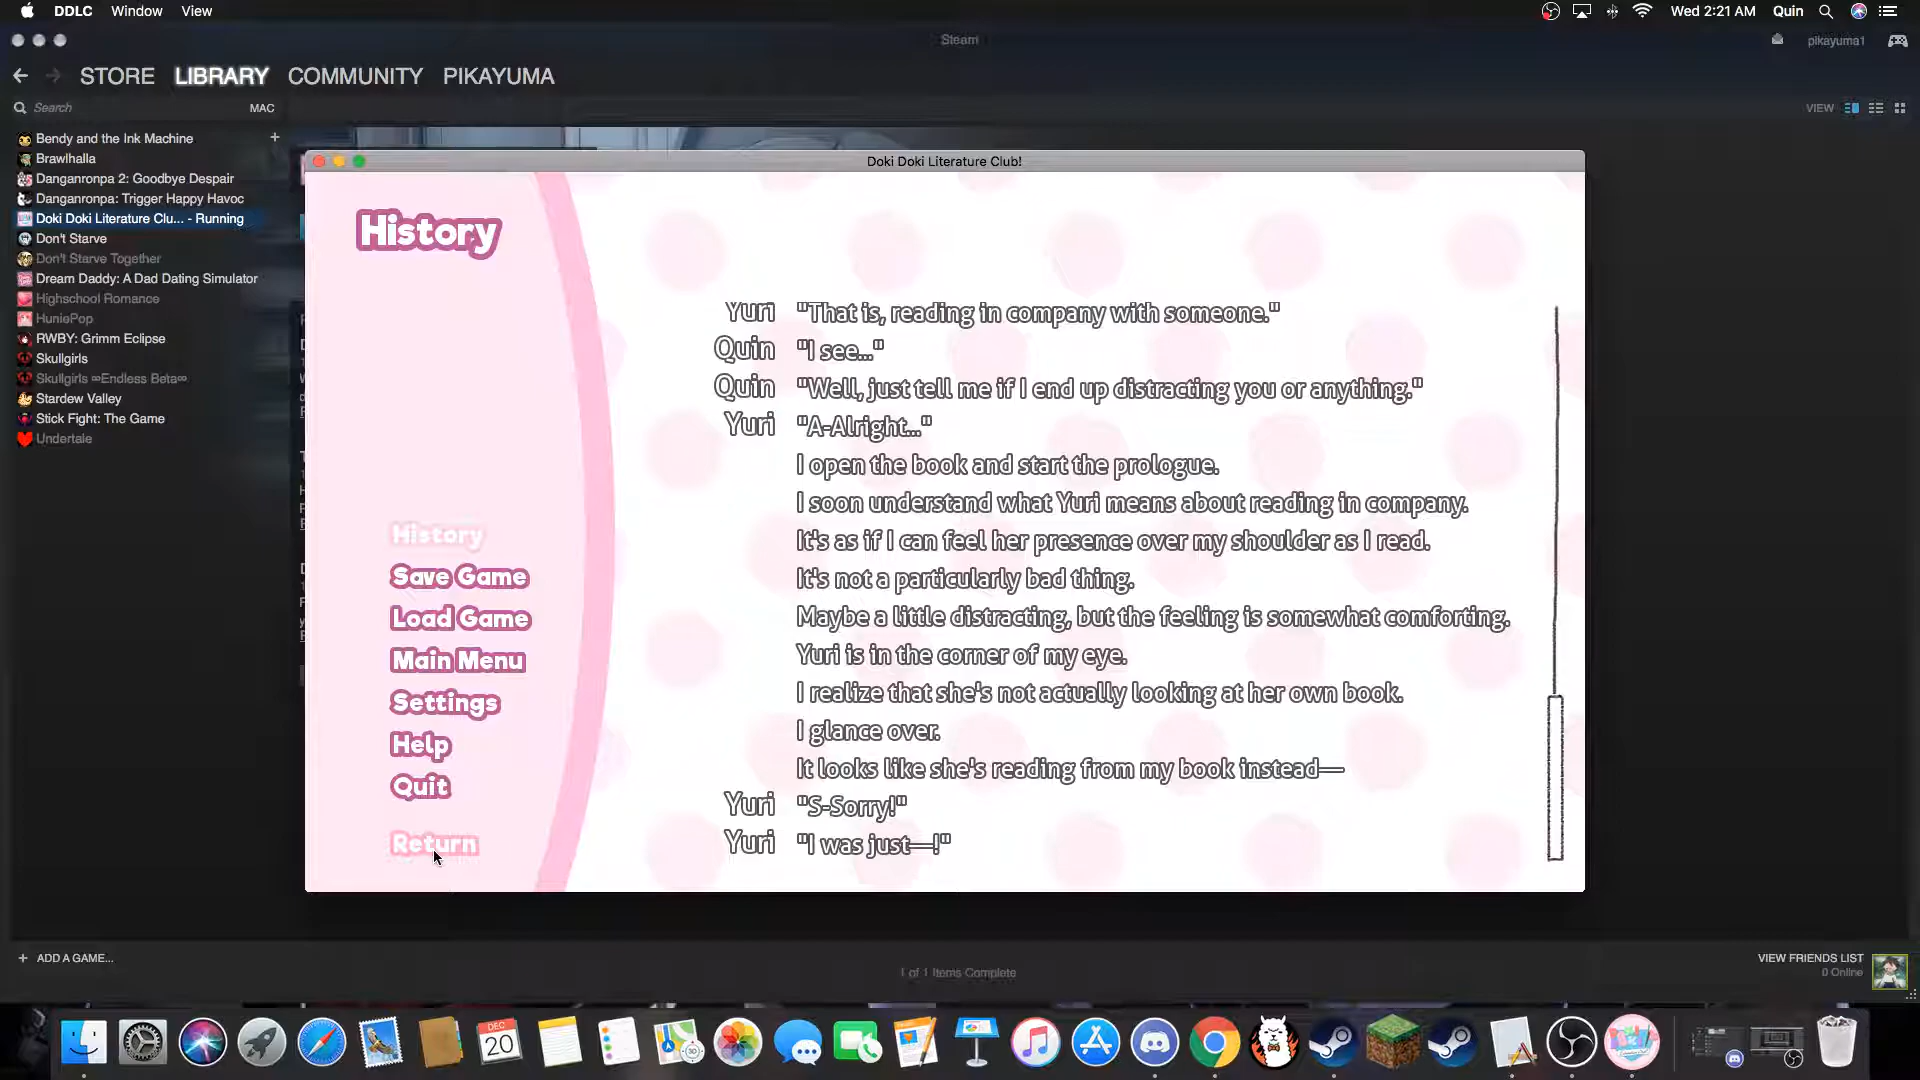 DDLC Window View Wed 2:21 AM Quin
Steam
pikayuma1
STORE LIBRARY COMMUNITY PIKAYUMA
Search MAC VIEW
Bendy and the Ink Machine
Brawlhalla
Danganronpa 2: Goodbye Despair
Danganronpa: Trigger Happy Havoc
Doki Doki Literature Clu... - Running
Don't Starve
Don't Starve Together
Dream Daddy: A Dad Dating Simulator
Highschool Romance
HuniePop
RWBY: Grimm Eclipse
Skullgirls
Skullgirls ∞Endless Beta∞
Stardew Valley
Stick Fight: The Game
Undertale
Doki Doki Literature Club!
History
History
Save Game
Load Game
Main Menu
Settings
Help
Quit
Return
Yuri "That is, reading in company with someone."
Quin "I see..."
Quin "Well, just tell me if I end up distracting you or anything."
Yuri "A-Alright..."
I open the book and start the prologue.
I soon understand what Yuri means about reading in company.
It's as if I can feel her presence over my shoulder as I read.
It's not a particularly bad thing.
Maybe a little distracting, but the feeling is somewhat comforting.
Yuri is in the corner of my eye.
I realize that she's not actually looking at her own book.
I glance over.
It looks like she's reading from my book instead—
Yuri "S-Sorry!"
Yuri "I was just—!"
+ ADD A GAME...
1 of 1 Items Complete
VIEW FRIENDS LIST
0 Online
DEC
20